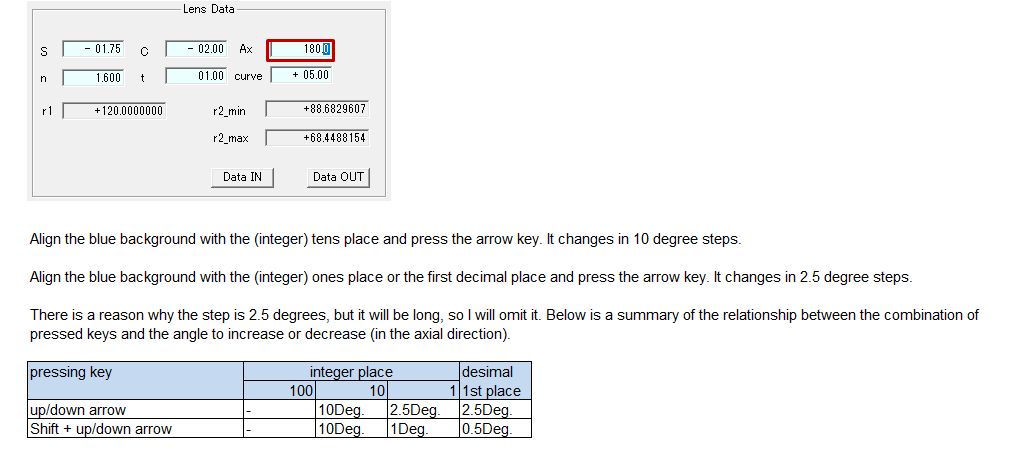 Lens Data
S - 01.75 C - 02.00 Ax 180.0
n 1.600 t 01.00 curve + 05.00
r1 +120.0000000 r2_min +88.6829607
r2_max +68.4488154
Data IN Data OUT
Align the blue background with the (integer) tens place and press the arrow key. It changes in 10 degree steps.
Align the blue background with the (integer) ones place or the first decimal place and press the arrow key. It changes in 2.5 degree steps.
There is a reason why the step is 2.5 degrees, but it will be long, so I will omit it. Below is a summary of the relationship between the combination of
pressed keys and the angle to increase or decrease (in the axial direction).
pressing key integer place desimal
100 10 1 1st place
up/down arrow - 10Deg. 2.5Deg. 2.5Deg.
Shift + up/down arrow - 10Deg. 1Deg. 0.5Deg.